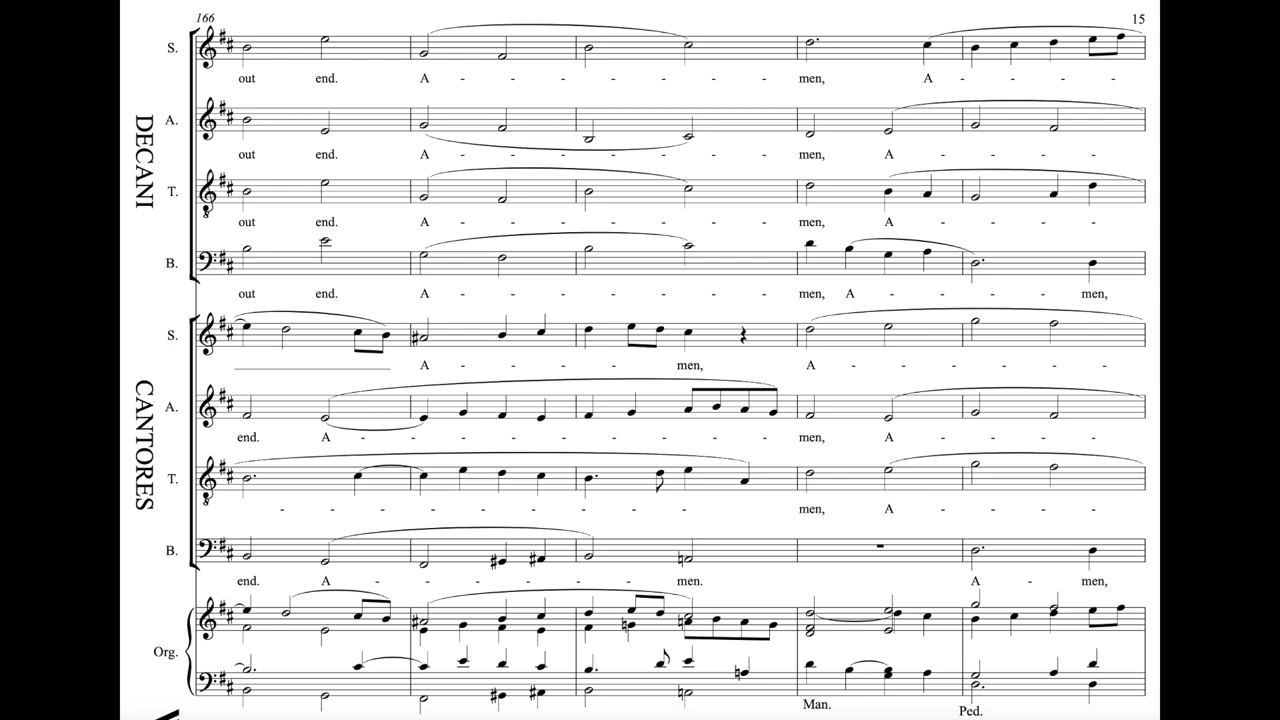 166
15
DECANI
S.
out end. A - - - - - - - men, A - - - -
A.
out end. A - - - - - - - men, A - - - -
T.
out end. A - - - - - - - men, A - - - -
B.
out end. A - - - - - - - men, A - - - - men,
CANTORES
S.
A - - - - - men, A - - - - - -
A.
end. A - - - - - - - - - men, A - - - -
T.
- - - - - - - - - - - men, A - - - -
B.
end. A - - - - - - men. A - - men,
Org.
Man.
Ped.